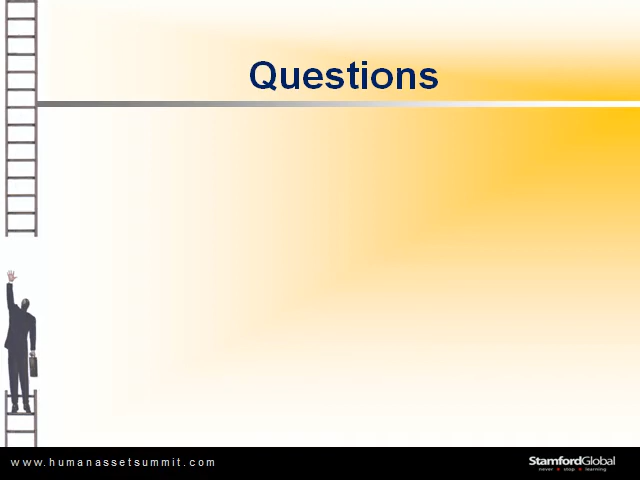 Questions
www.humanassetsummit.com
StamfordGlobal
never • stop • learning